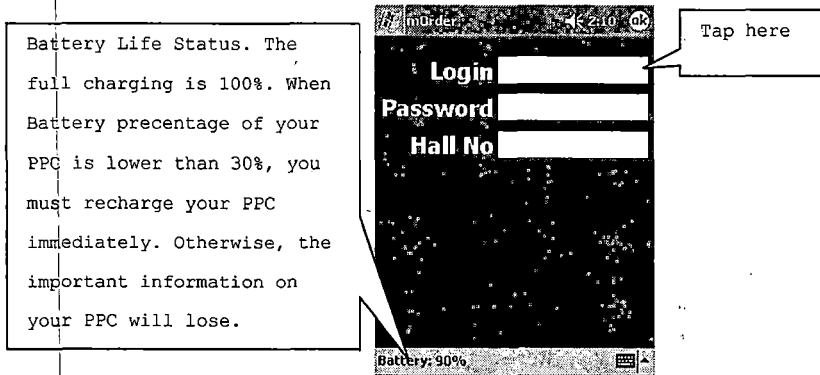 Battery Life Status. The
full charging is 100%. When
Battery precentage of your
PPC is lower than 30%, you
must recharge your PPC
immediately. Otherwise, the
important information on
your PPC will lose.
mOrder
2:10 ok
Tap here
Login
Password
Hall No
Battery: 90%